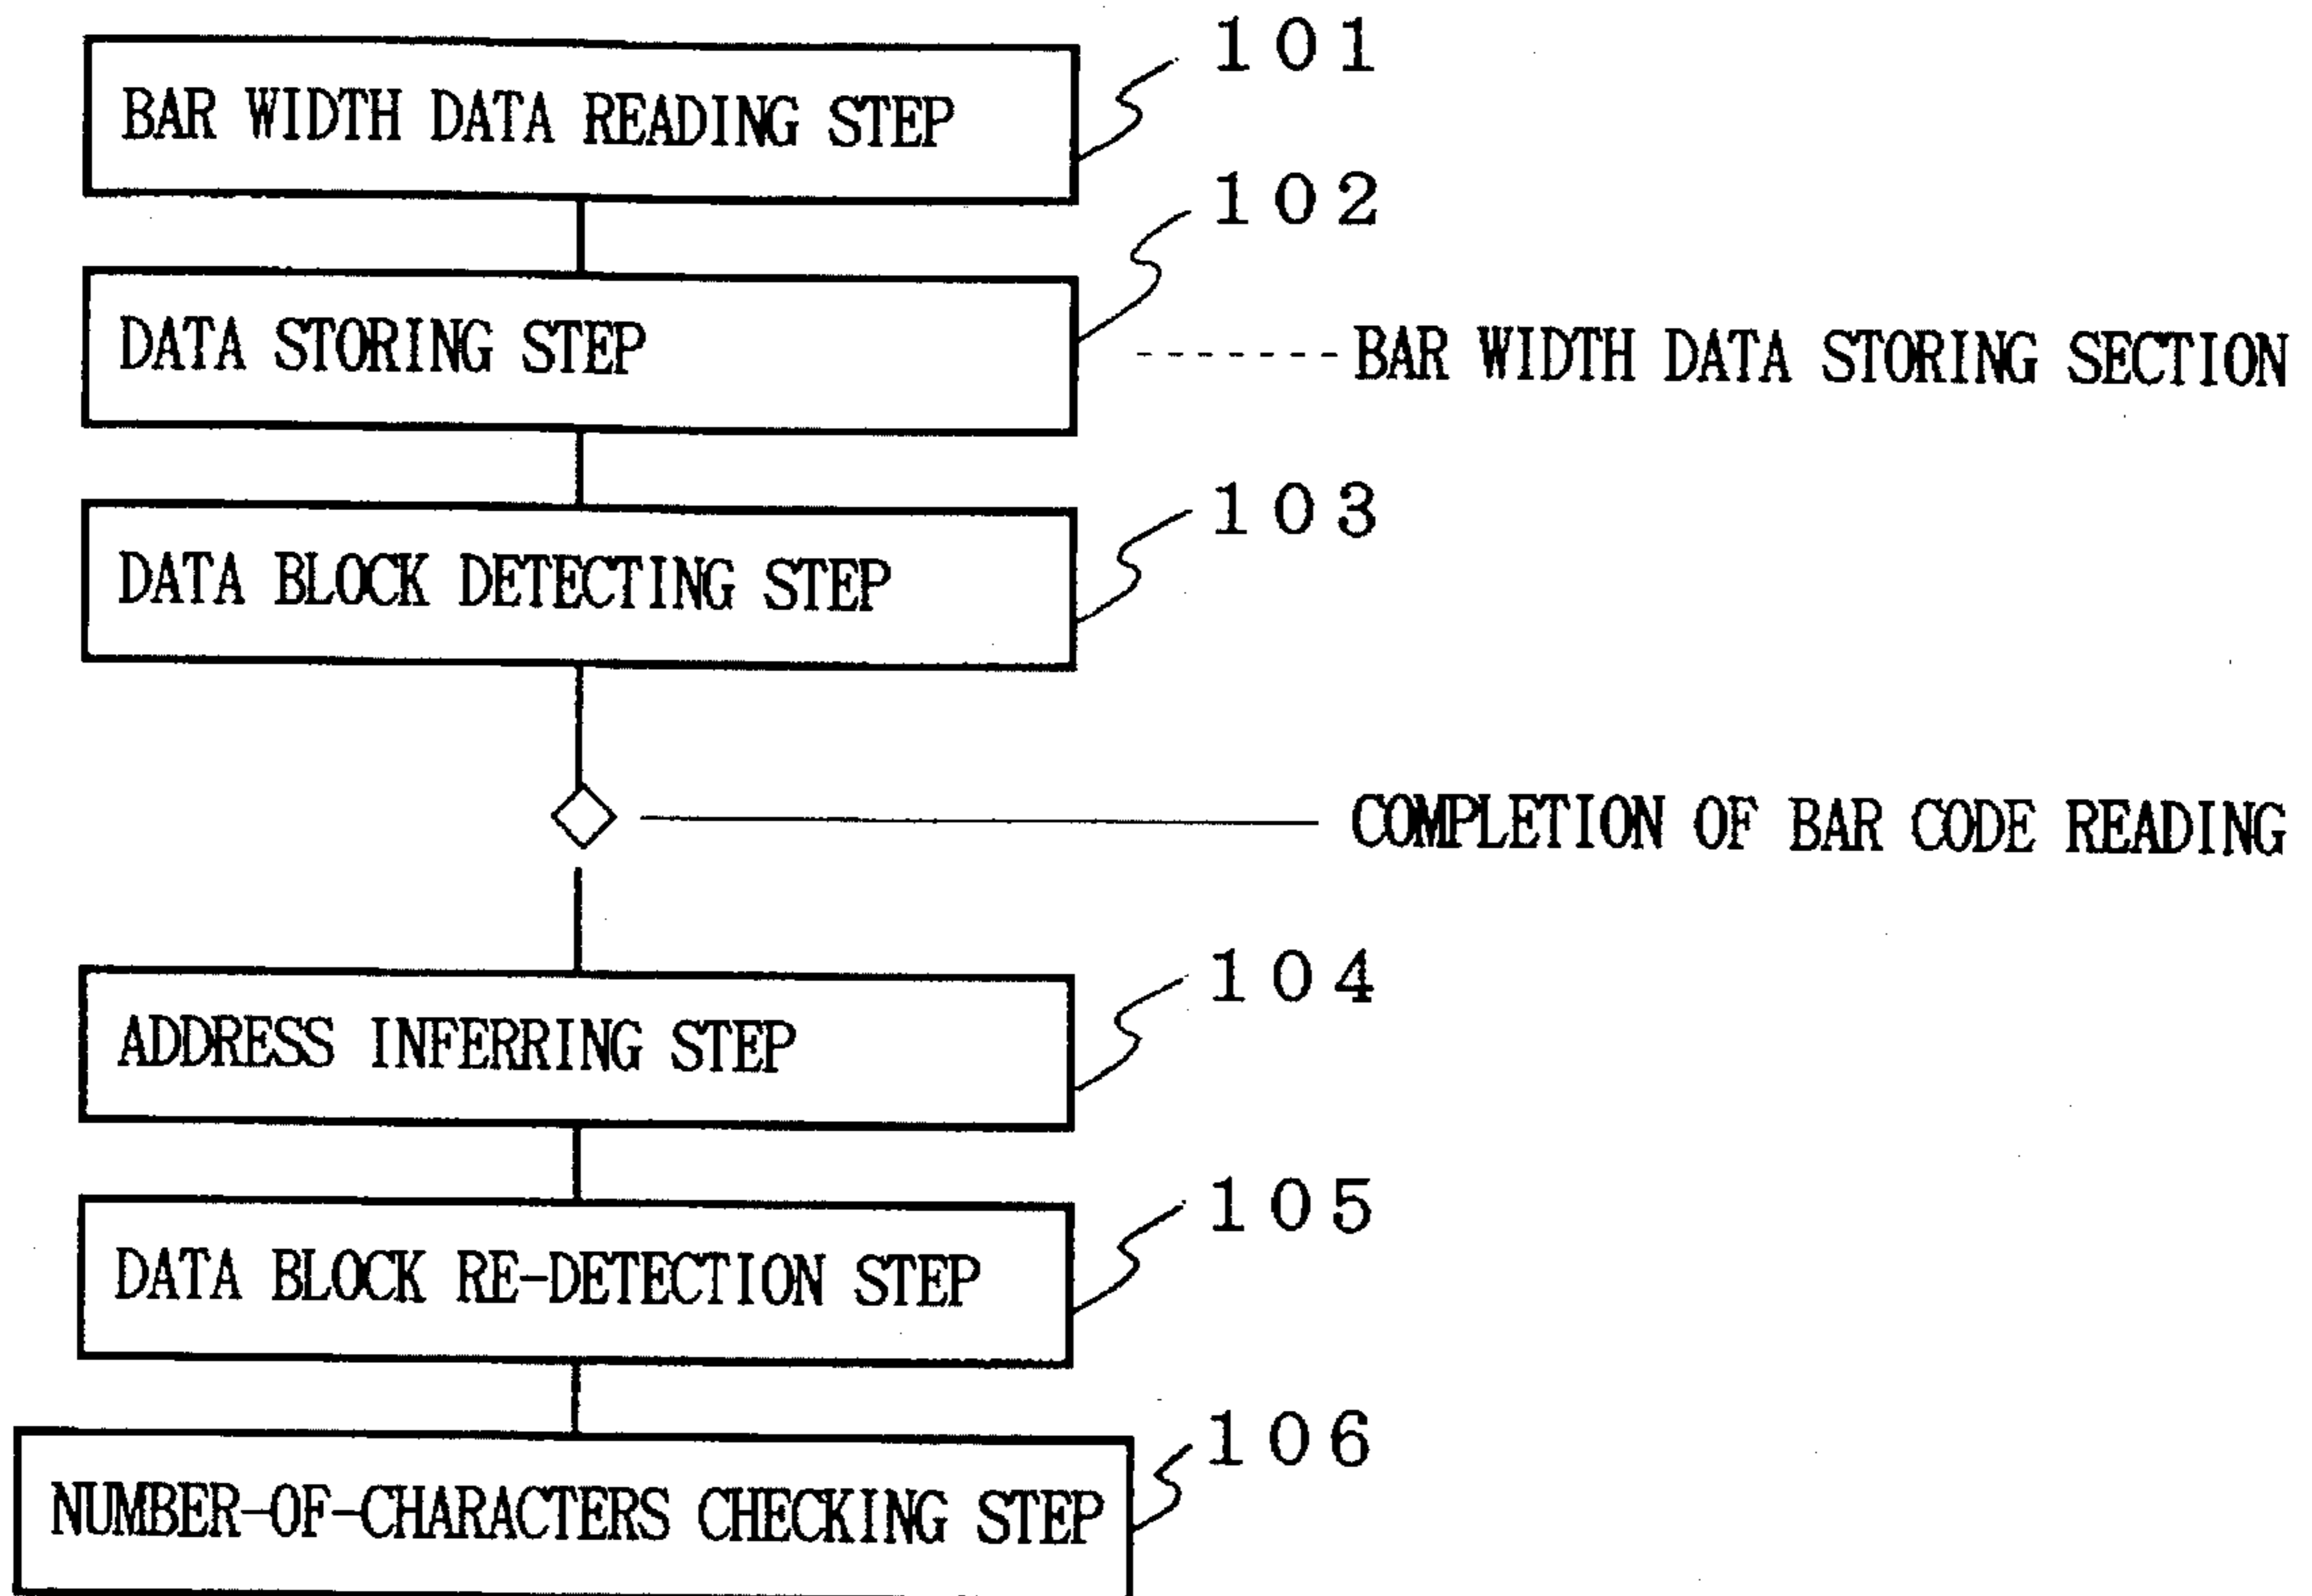 101
BAR WIDTH DATA READING STEP
102
DATA STORING STEP
BAR WIDTH DATA STORING SECTION
103
DATA BLOCK DETECTING STEP
COMPLETION OF BAR CODE READING
104
ADDRESS INFERRING STEP
105
DATA BLOCK RE-DETECTION STEP
106
NUMBER-OF-CHARACTERS CHECKING STEP